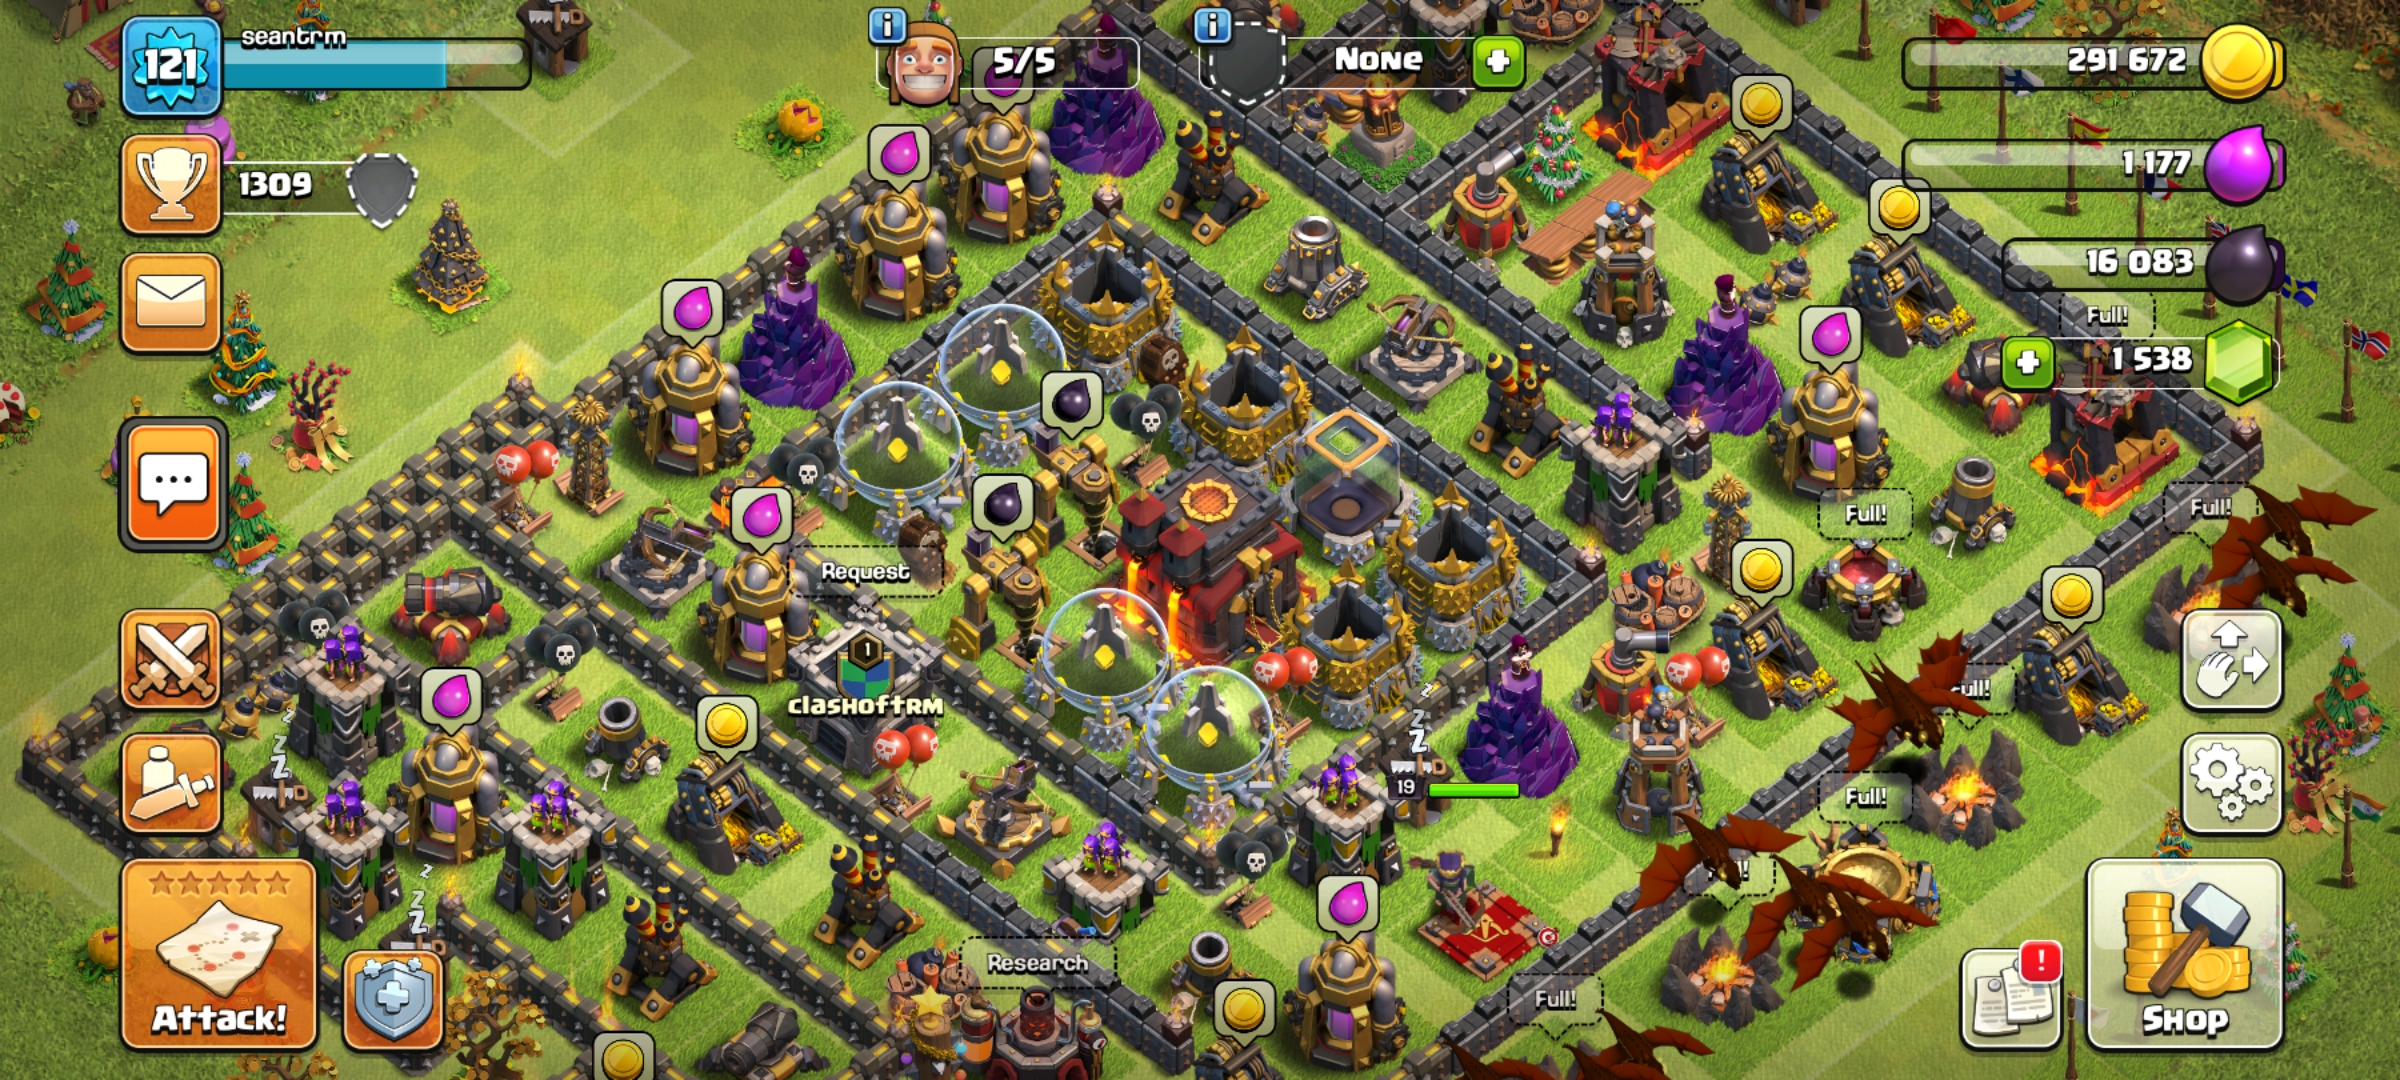 121
seantrm
5/5
None
291 672
1309
1 177
16 083
Full!
1 538
Full!
Full!
Request
1
clashoftrm
z
Z
Z
z
Z
Z
19
Full!
z
Z
Z
Research
Full!
Attack!
Shop
!